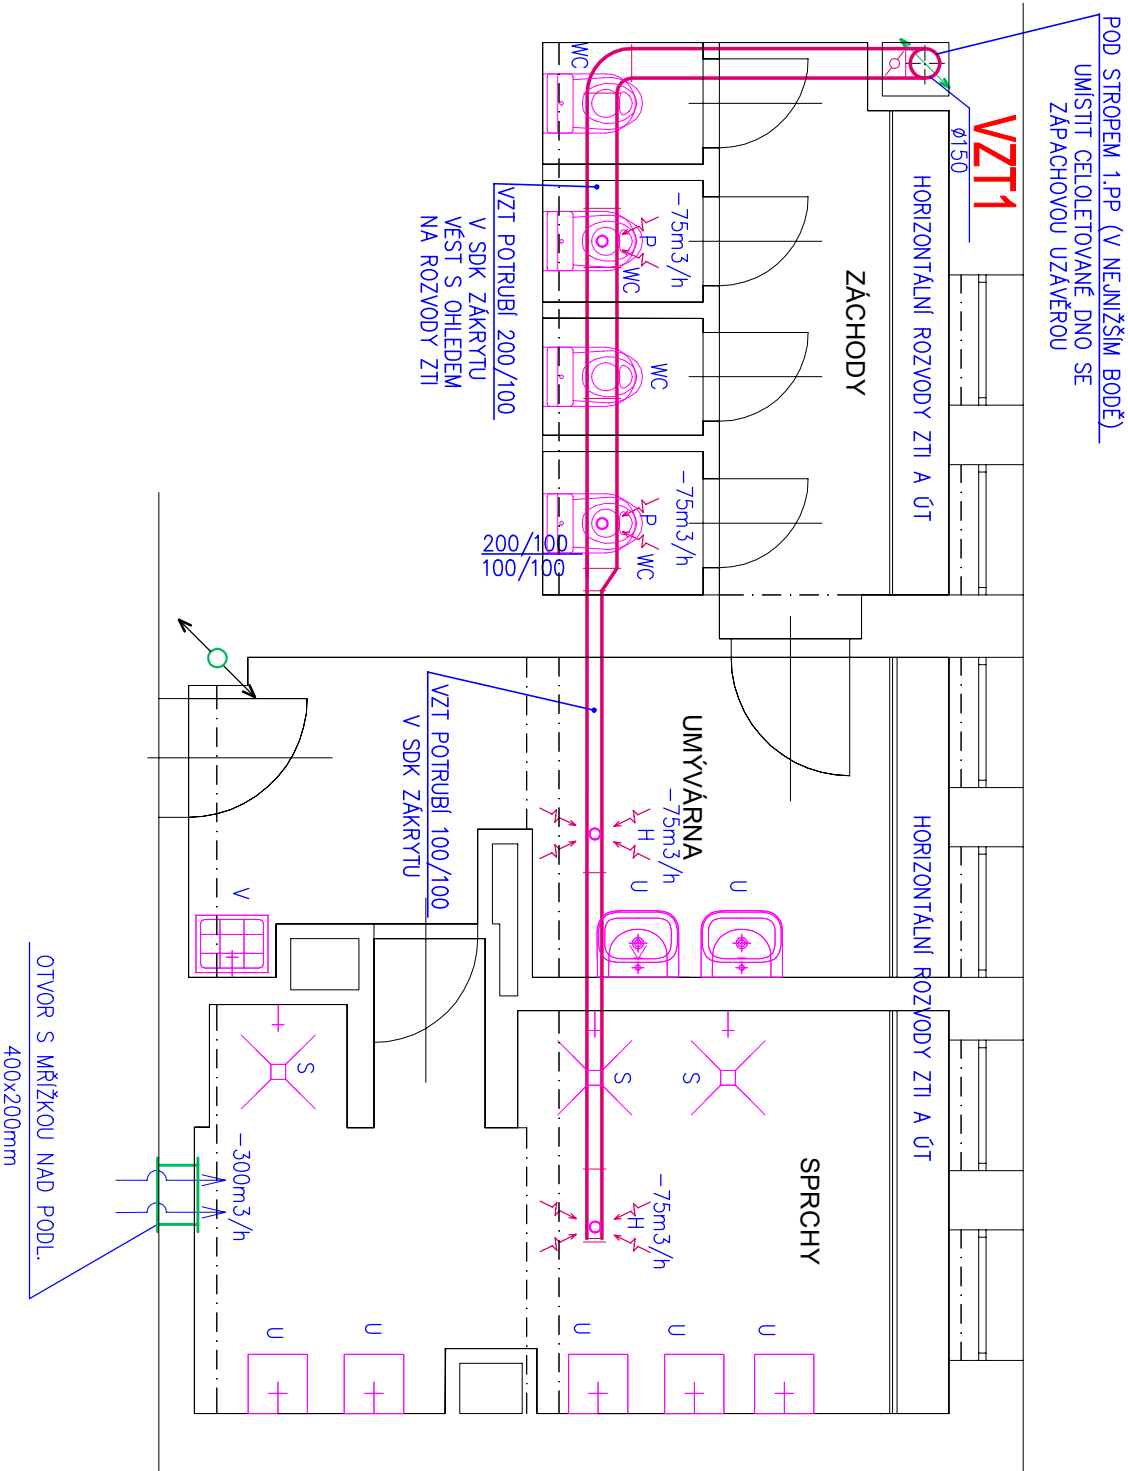 POD STROPEM 1.PP (V NEJNIŽŠÍM BODĚ)
UMÍSTIT CELOLETOVANÉ DNO SE
ZÁPACHOVOU UZÁVĚROU
VZT1
ø150
HORIZONTÁLNÍ ROZVODY ZTI A ÚT
HORIZONTÁLNÍ ROZVODY ZTI A ÚT
ZÁCHODY
UMÝVÁRNA
SPRCHY
WC
-75m3/h
P
WC
WC
-75m3/h
P
WC
VZT POTRUBÍ 200/100
V SDK ZÁKRYTU
VÉST S OHLEDEM
NA ROZVODY ZTI
200/100
100/100
VZT POTRUBÍ 100/100
V SDK ZÁKRYTU
-75m3/h
H
U
U
V
S
S
S
-75m3/h
H
-300m3/h
U
U
U
U
U
OTVOR S MŘÍŽKOU NAD PODL.
400x200mm